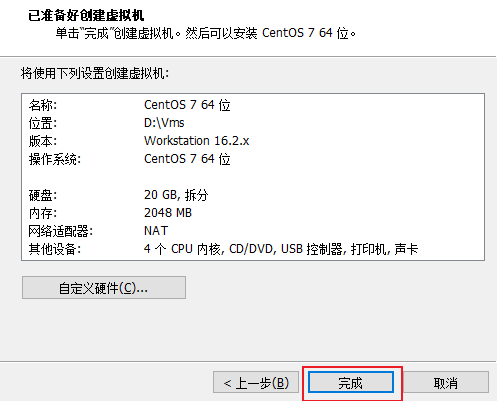 已准备好创建虚拟机
单击"完成"创建虚拟机。然后可以安装 CentOS 7 64 位。
将使用下列设置创建虚拟机:
名称: CentOS 7 64 位
位置: D:\Vms
版本: Workstation 16.2.x
操作系统: CentOS 7 64 位
硬盘: 20 GB, 拆分
内存: 2048 MB
网络适配器: NAT
其他设备: 4 个 CPU 内核, CD/DVD, USB 控制器, 打印机, 声卡
自定义硬件(C)...
< 上一步(B) 完成 取消